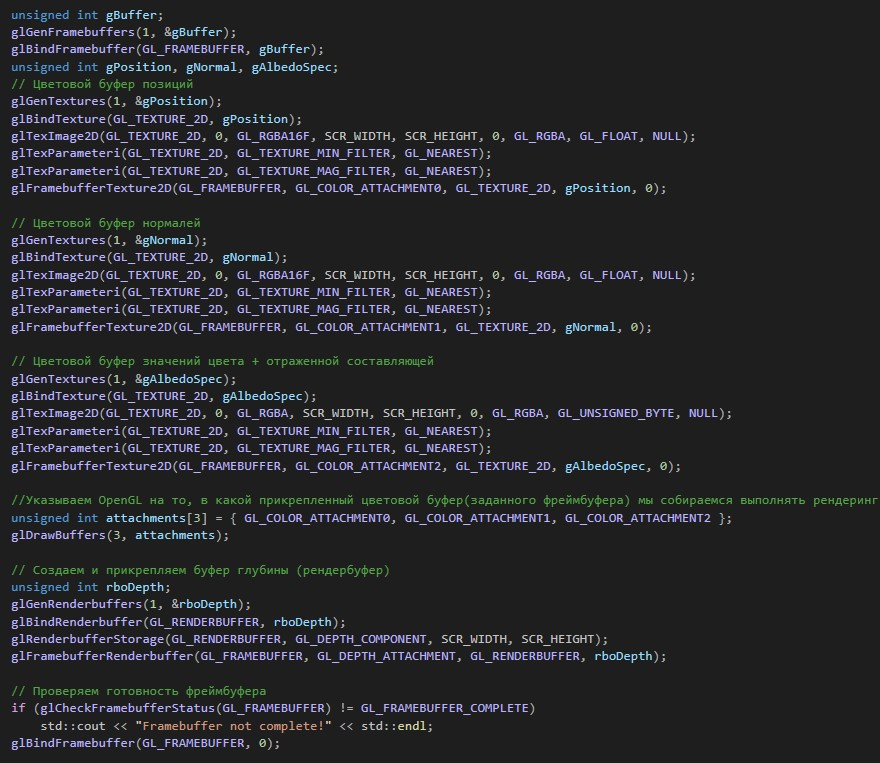 unsigned int gBuffer;
glGenFramebuffers(1, &gBuffer);
glBindFramebuffer(GL_FRAMEBUFFER, gBuffer);
unsigned int gPosition, gNormal, gAlbedoSpec;
// Цветовой буфер позиций
glGenTextures(1, &gPosition);
glBindTexture(GL_TEXTURE_2D, gPosition);
glTexImage2D(GL_TEXTURE_2D, 0, GL_RGBA16F, SCR_WIDTH, SCR_HEIGHT, 0, GL_RGBA, GL_FLOAT, NULL);
glTexParameteri(GL_TEXTURE_2D, GL_TEXTURE_MIN_FILTER, GL_NEAREST);
glTexParameteri(GL_TEXTURE_2D, GL_TEXTURE_MAG_FILTER, GL_NEAREST);
glFramebufferTexture2D(GL_FRAMEBUFFER, GL_COLOR_ATTACHMENT0, GL_TEXTURE_2D, gPosition, 0);
// Цветовой буфер нормалей
glGenTextures(1, &gNormal);
glBindTexture(GL_TEXTURE_2D, gNormal);
glTexImage2D(GL_TEXTURE_2D, 0, GL_RGBA16F, SCR_WIDTH, SCR_HEIGHT, 0, GL_RGBA, GL_FLOAT, NULL);
glTexParameteri(GL_TEXTURE_2D, GL_TEXTURE_MIN_FILTER, GL_NEAREST);
glTexParameteri(GL_TEXTURE_2D, GL_TEXTURE_MAG_FILTER, GL_NEAREST);
glFramebufferTexture2D(GL_FRAMEBUFFER, GL_COLOR_ATTACHMENT1, GL_TEXTURE_2D, gNormal, 0);
// Цветовой буфер значений цвета + отраженной составляющей
glGenTextures(1, &gAlbedoSpec);
glBindTexture(GL_TEXTURE_2D, gAlbedoSpec);
glTexImage2D(GL_TEXTURE_2D, 0, GL_RGBA, SCR_WIDTH, SCR_HEIGHT, 0, GL_RGBA, GL_UNSIGNED_BYTE, NULL);
glTexParameteri(GL_TEXTURE_2D, GL_TEXTURE_MIN_FILTER, GL_NEAREST);
glTexParameteri(GL_TEXTURE_2D, GL_TEXTURE_MAG_FILTER, GL_NEAREST);
glFramebufferTexture2D(GL_FRAMEBUFFER, GL_COLOR_ATTACHMENT2, GL_TEXTURE_2D, gAlbedoSpec, 0);
//Указываем OpenGL на то, в какой прикрепленный цветовой буфер(заданного фреймбуфера) мы собираемся выполнять рендеринг
unsigned int attachments[3] = { GL_COLOR_ATTACHMENT0, GL_COLOR_ATTACHMENT1, GL_COLOR_ATTACHMENT2 };
glDrawBuffers(3, attachments);
// Создаем и прикрепляем буфер глубины (рендербуфер)
unsigned int rboDepth;
glGenRenderbuffers(1, &rboDepth);
glBindRenderbuffer(GL_RENDERBUFFER, rboDepth);
glRenderbufferStorage(GL_RENDERBUFFER, GL_DEPTH_COMPONENT, SCR_WIDTH, SCR_HEIGHT);
glFramebufferRenderbuffer(GL_FRAMEBUFFER, GL_DEPTH_ATTACHMENT, GL_RENDERBUFFER, rboDepth);
// Проверяем готовность фреймбуфера
if (glCheckFramebufferStatus(GL_FRAMEBUFFER) != GL_FRAMEBUFFER_COMPLETE)
std::cout << "Framebuffer not complete!" << std::endl;
glBindFramebuffer(GL_FRAMEBUFFER, 0);